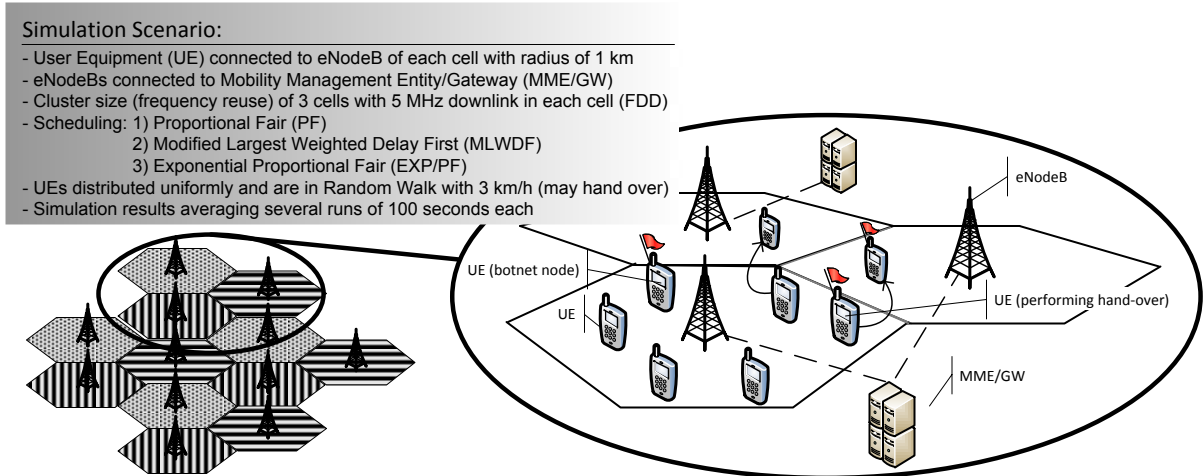 Simulation Scenario:
- User Equipment (UE) connected to eNodeB of each cell with radius of 1 km
- eNodeBs connected to Mobility Management Entity/Gateway (MME/GW)
- Cluster size (frequency reuse) of 3 cells with 5 MHz downlink in each cell (FDD)
- Scheduling: 1) Proportional Fair (PF)
2) Modified Largest Weighted Delay First (MLWDF)
3) Exponential Proportional Fair (EXP/PF)
- UEs distributed uniformly and are in Random Walk with 3 km/h (may hand over)
- Simulation results averaging several runs of 100 seconds each
eNodeB
UE (botnet node)
UE (performing hand-over)
UE
MME/GW